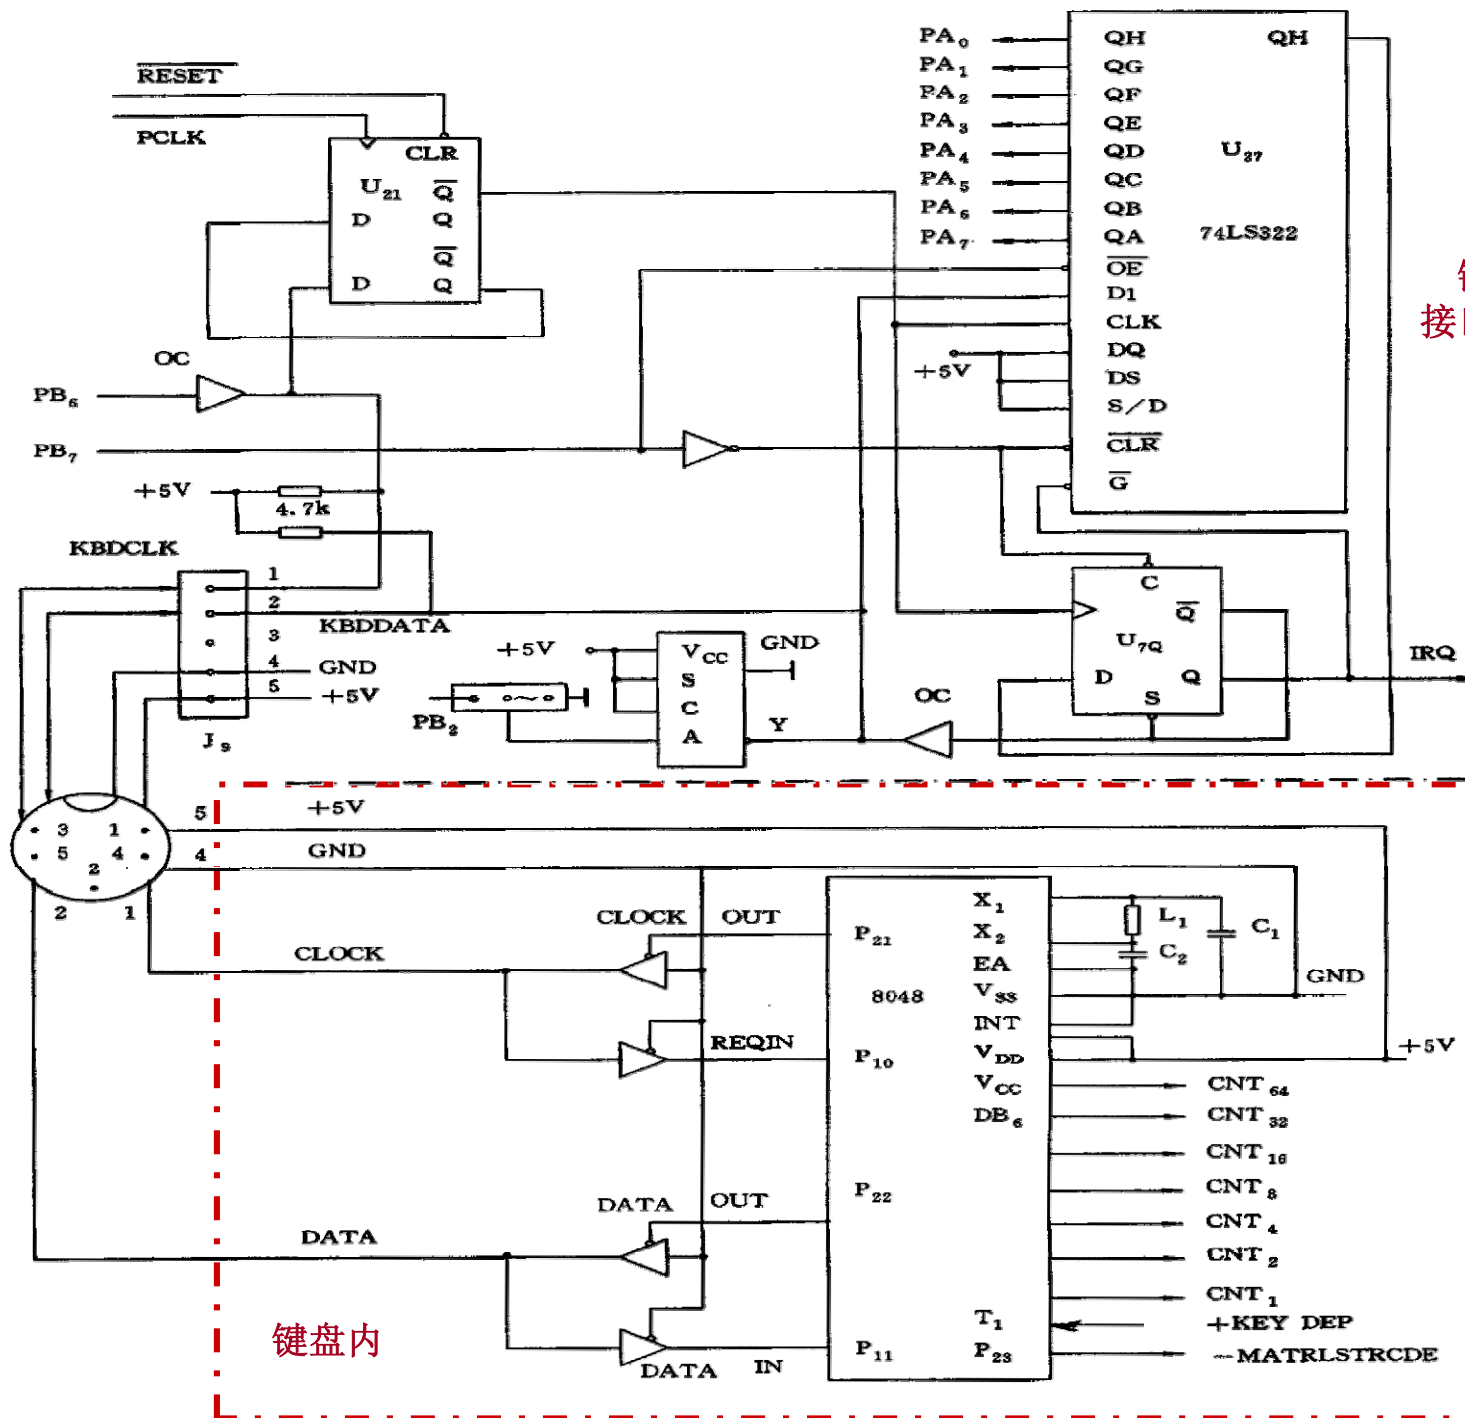 RESET
PCLK
CLR
U21 Q
D Q
Q
D Q
OC
PB6
PB7
+5V
4.7k
KBDCLK
1
2
KBDDATA
3
4 GND
5 +5V
J9
PA0 QH QH
PA1 QG
PA2 QF
PA3 QE
PA4 QD U27
PA5 QC
PA6 QB
PA7 QA 74LS322
OE
D1
CLK
DQ
+5V DS
S/D
CLR
G
接
C
Q
U7Q
D Q
S
IRQ
+5V VCC GND
S
C
PB2 A Y
OC
5 +5V
3 1
5 4
2
4 GND
2 1
CLOCK OUT
CLOCK
REQIN
DATA OUT
DATA
DATA IN
键盘内
P21 X1
X2
EA
8048 VSS
INT
P10 VDD
VCC
DB6
P22
T1
P11 P23
L1 C1
C2
GND
+5V
CNT64
CNT32
CNT16
CNT8
CNT4
CNT2
CNT1
+KEY DEP
-MATRLSTRCDE